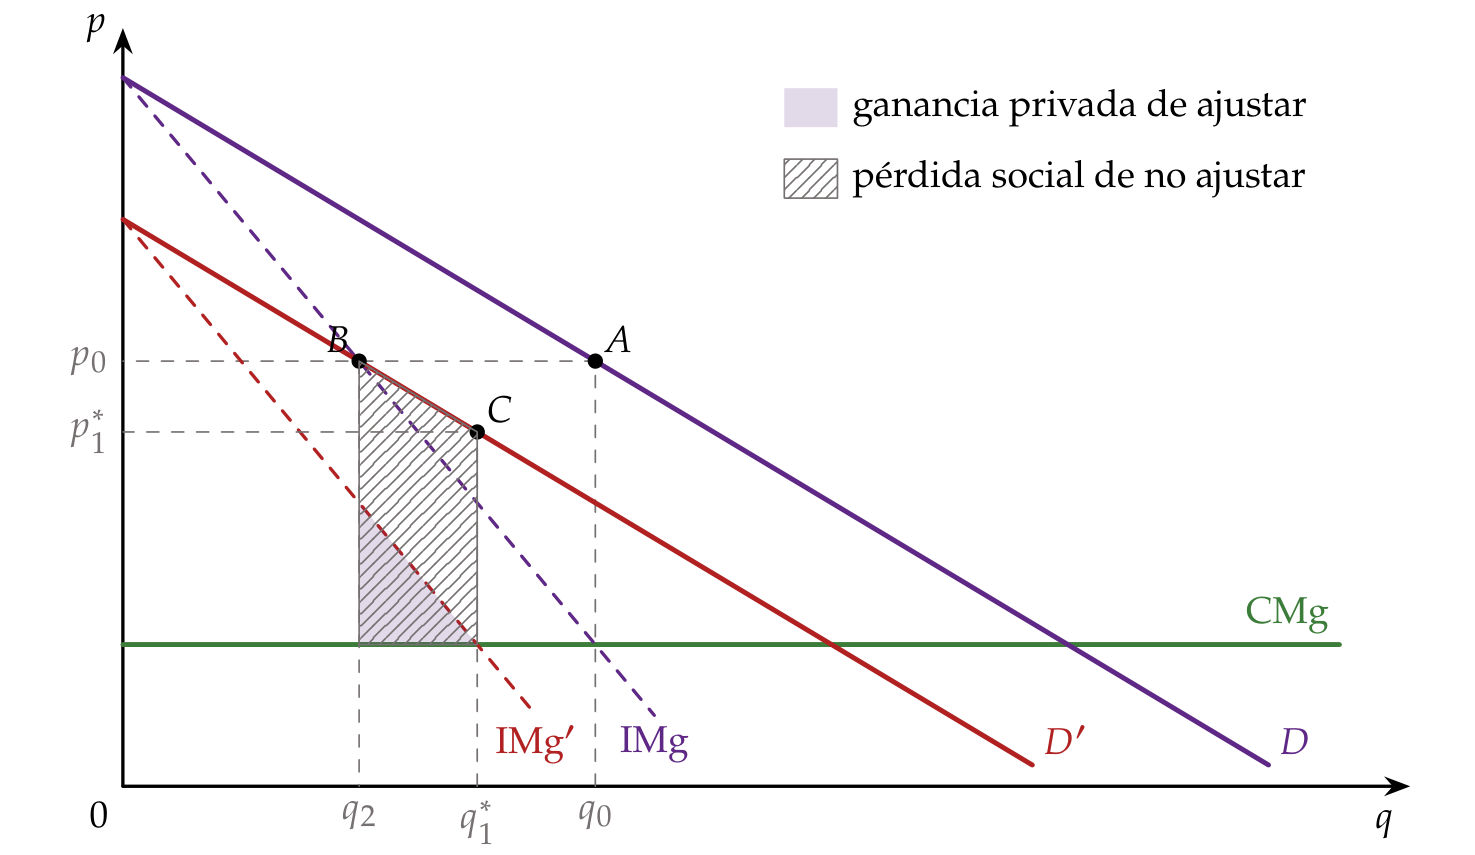 p
ganancia privada de ajustar
pérdida social de no ajustar
B
A
p0
C
p1*
CMg
IMg′
IMg
D′
D
0
q2
q1*
q0
q